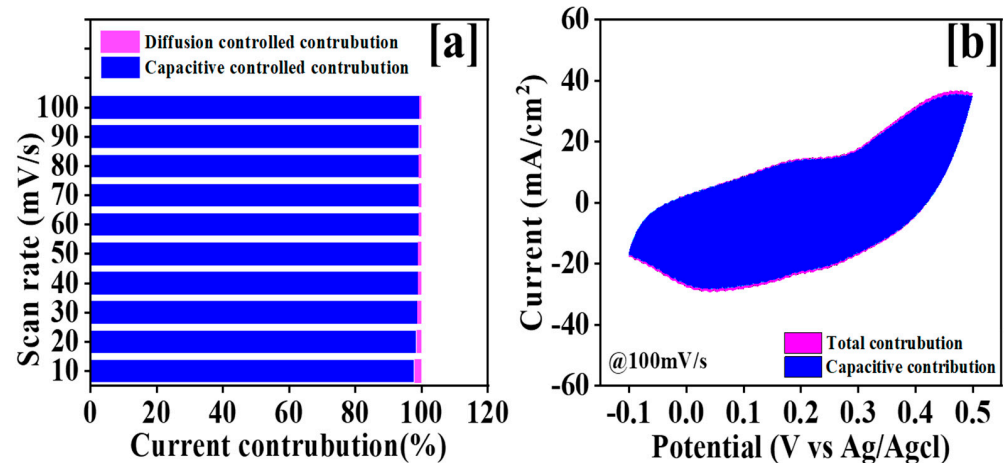 [a]
Diffusion controlled contrubution
Capacitive controlled contrubution
Scan rate (mV/s)
100
90
80
70
60
50
40
30
20
10
0 20 40 60 80 100 120
Current contrubution(%)
[b]
Current (mA/cm²)
60
40
20
0
-20
-40
-60
Total contrubution
Capacitive contribution
@100mV/s
-0.1 0.0 0.1 0.2 0.3 0.4 0.5
Potential (V vs Ag/Agcl)